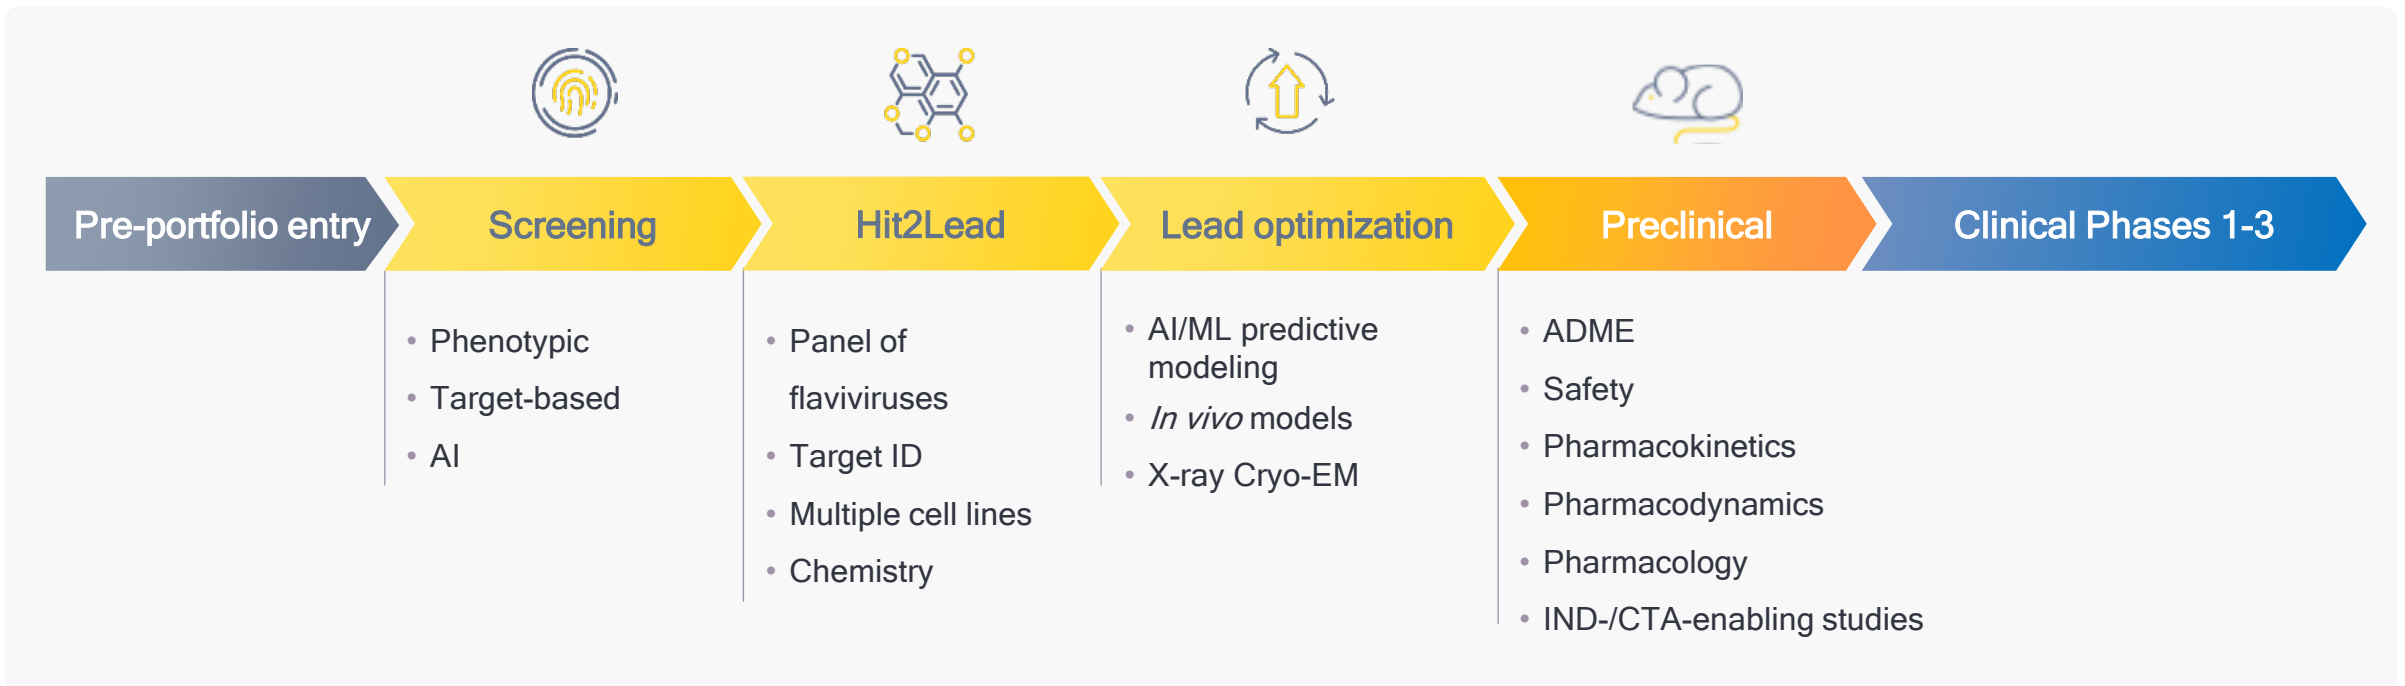 Pre-portfolio entry
Screening
Hit2Lead
Lead optimization
Preclinical
Clinical Phases 1-3
• Phenotypic
• Target-based
• AI
• Panel of
flaviviruses
• Target ID
• Multiple cell lines
• Chemistry
• AI/ML predictive
modeling
• In vivo models
• X-ray Cryo-EM
• ADME
• Safety
• Pharmacokinetics
• Pharmacodynamics
• Pharmacology
• IND-/CTA-enabling studies